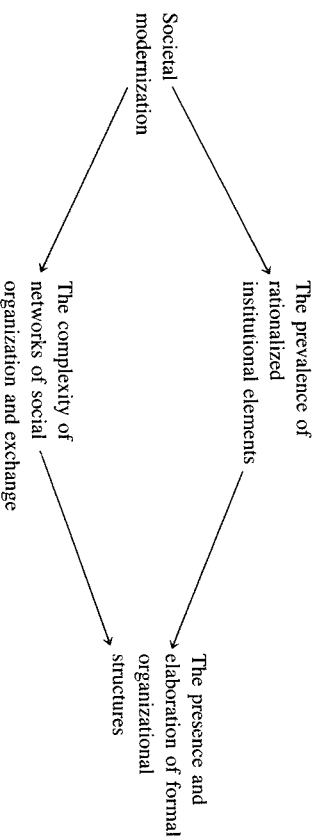 Societal
modernization
The prevalence of
rationalized
institutional elements
The complexity of
networks of social
organization and exchange
The presence and
elaboration of formal
organizational
structures